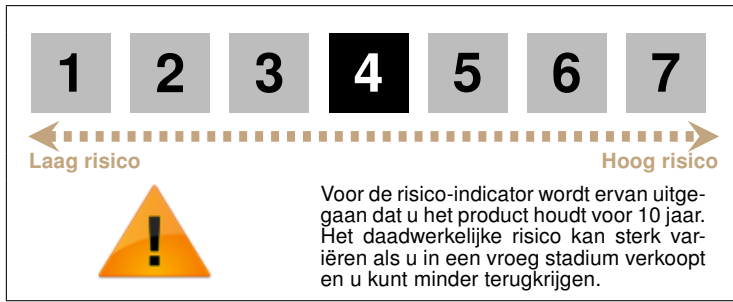 1 2 3 4 5 6 7
Laag risico Hoog risico
!
Voor de risico-indicator wordt ervan uitge-
gaan dat u het product houdt voor 10 jaar.
Het daadwerkelijke risico kan sterk var-
iëren als u in een vroeg stadium verkoopt
en u kunt minder terugkrijgen.